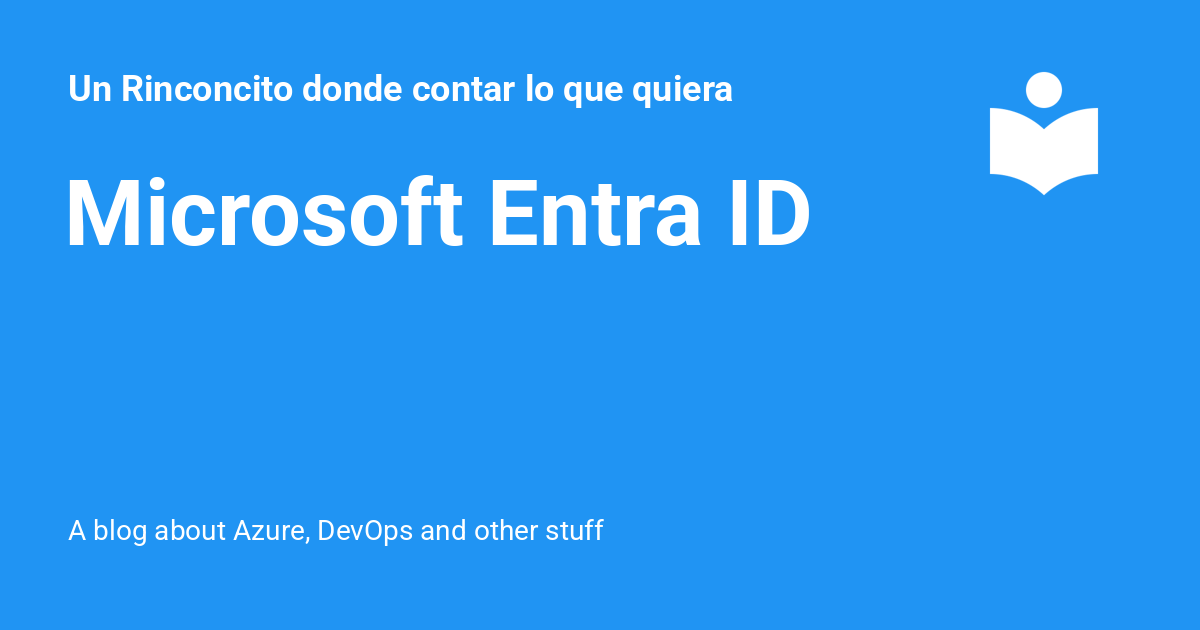 Un Rinconcito donde contar lo que quiera
Microsoft Entra ID
A blog about Azure, DevOps and other stuff